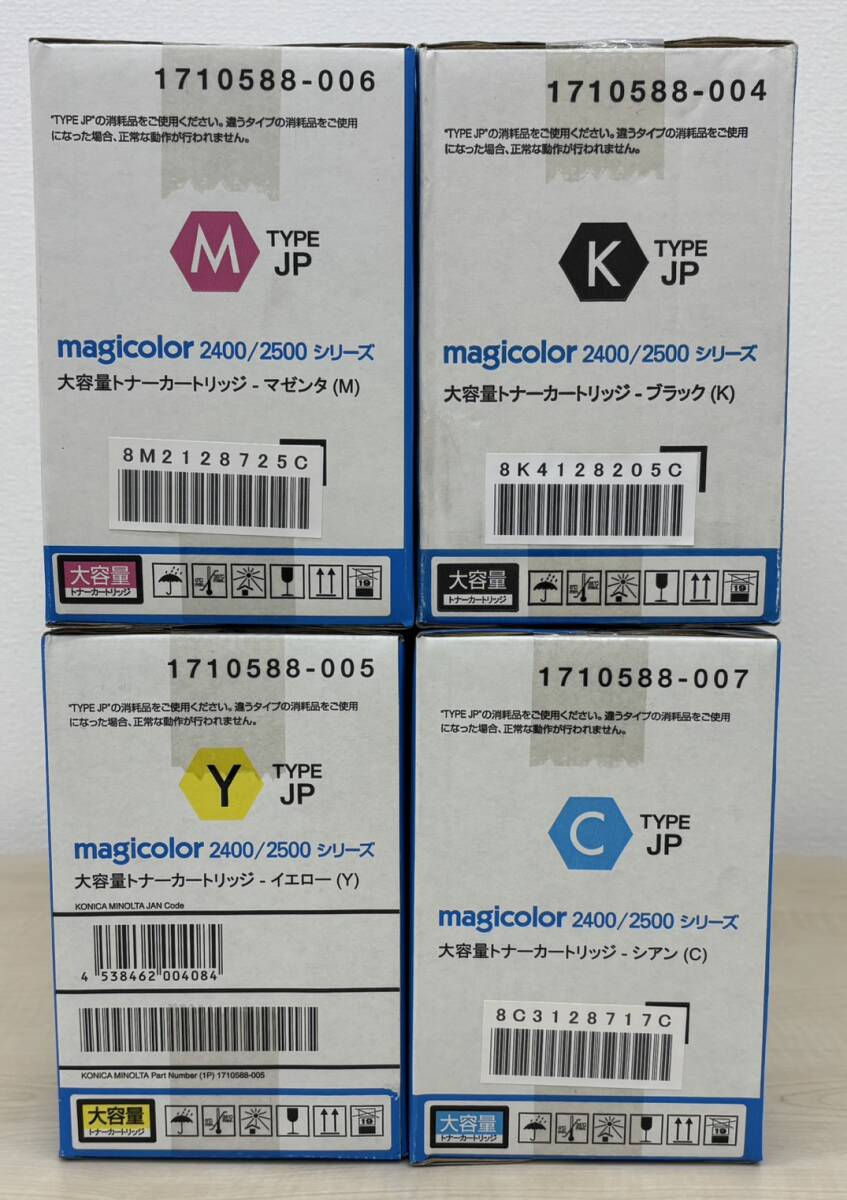 1710588-006
"TYPE JP"の消耗品をご使用ください。違うタイプの消耗品をご使用
になった場合、正常な動作が行われません。
M
TYPE
JP
magicolor 2400/2500 シリーズ
大容量トナーカートリッジ - マゼンタ (M)
8M2128725C
大容量
トナーカートリッジ
19
1710588-004
"TYPE JP"の消耗品をご使用ください。違うタイプの消耗品をご使用
になった場合、正常な動作が行われません。
K
TYPE
JP
magicolor 2400/2500 シリーズ
大容量トナーカートリッジ - ブラック (K)
8K4128205C
大容量
トナーカートリッジ
19
1710588-005
"TYPE JP"の消耗品をご使用ください。違うタイプの消耗品をご使用
になった場合、正常な動作が行われません。
Y
TYPE
JP
magicolor 2400/2500 シリーズ
大容量トナーカートリッジ - イエロー (Y)
KONICA MINOLTA JAN Code
4 538462 004084
KONICA MINOLTA Part Number (1P) 1710588-005
大容量
トナーカートリッジ
19
1710588-007
"TYPE JP"の消耗品をご使用ください。違うタイプの消耗品をご使用
になった場合、正常な動作が行われません。
C
TYPE
JP
magicolor 2400/2500 シリーズ
大容量トナーカートリッジ - シアン (C)
8C3128717C
大容量
トナーカートリッジ
19